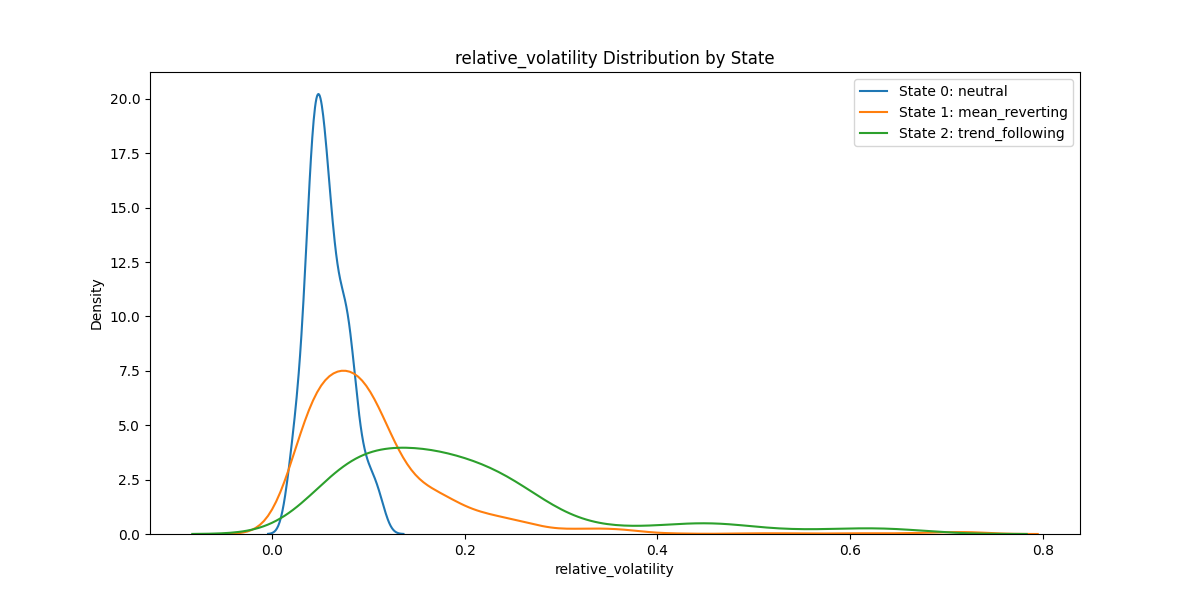 relative_volatility Distribution by State
State 0: neutral
State 1: mean_reverting
State 2: trend_following
Density
20.0
17.5
15.0
12.5
10.0
7.5
5.0
2.5
0.0
0.0 0.2 0.4 0.6 0.8
relative_volatility